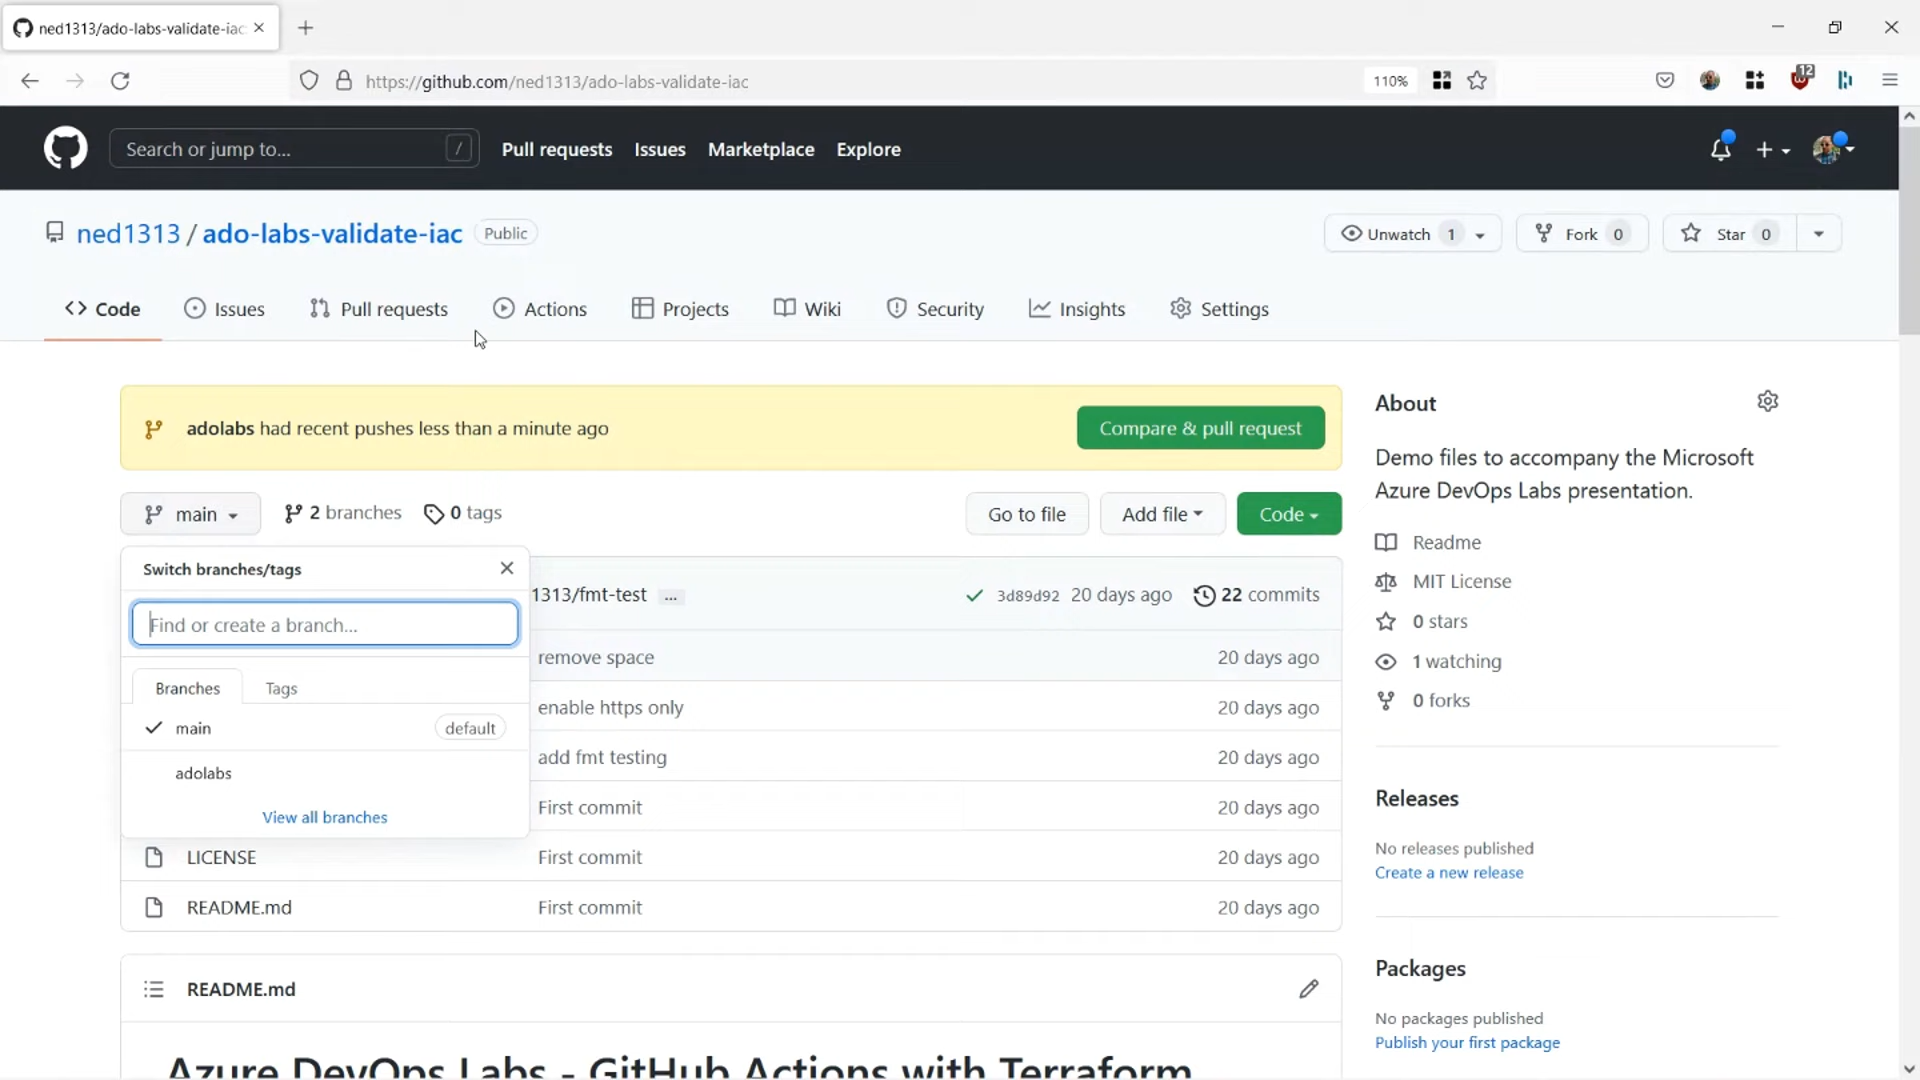 ned1313/ado-labs-validate-iac
https://github.com/ned1313/ado-labs-validate-iac
110%
12
Search or jump to...
/
Pull requests
Issues
Marketplace
Explore
ned1313 / ado-labs-validate-iac
Public
Unwatch 1
Fork 0
Star 0
Code
Issues
Pull requests
Actions
Projects
Wiki
Security
Insights
Settings
adolabs had recent pushes less than a minute ago
Compare & pull request
main
2 branches
0 tags
Go to file
Add file
Code
Switch branches/tags
Find or create a branch...
Branches
Tags
main
default
adolabs
View all branches
1313/fmt-test
...
3d89d92 20 days ago
22 commits
remove space
20 days ago
enable https only
20 days ago
add fmt testing
20 days ago
First commit
20 days ago
LICENSE
First commit
20 days ago
README.md
First commit
20 days ago
README.md
Azure DevOps Labs - GitHub Actions with Terraform
About
Demo files to accompany the Microsoft
Azure DevOps Labs presentation.
Readme
MIT License
0 stars
1 watching
0 forks
Releases
No releases published
Create a new release
Packages
No packages published
Publish your first package